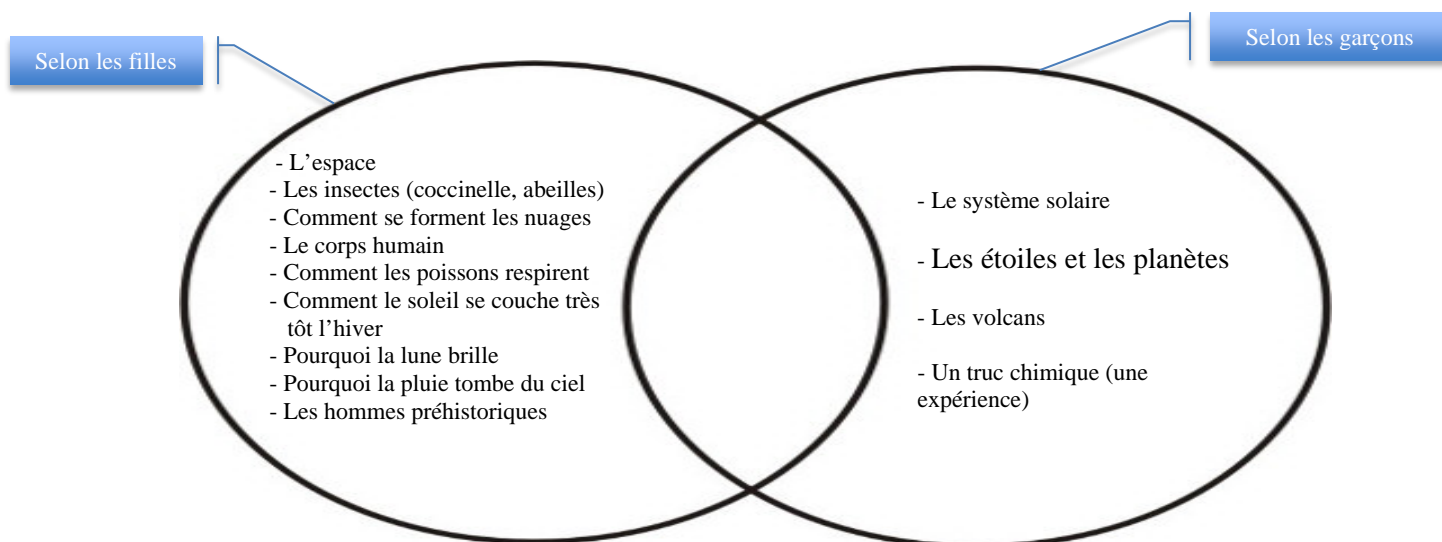 Selon les filles
Selon les garçons
- L’espace
- Les insectes (coccinelle, abeilles)
- Comment se forment les nuages
- Le corps humain
- Comment les poissons respirent
- Comment le soleil se couche très
tôt l’hiver
- Pourquoi la lune brille
- Pourquoi la pluie tombe du ciel
- Les hommes préhistoriques
- Le système solaire
- Les étoiles et les planètes
- Les volcans
- Un truc chimique (une
expérience)